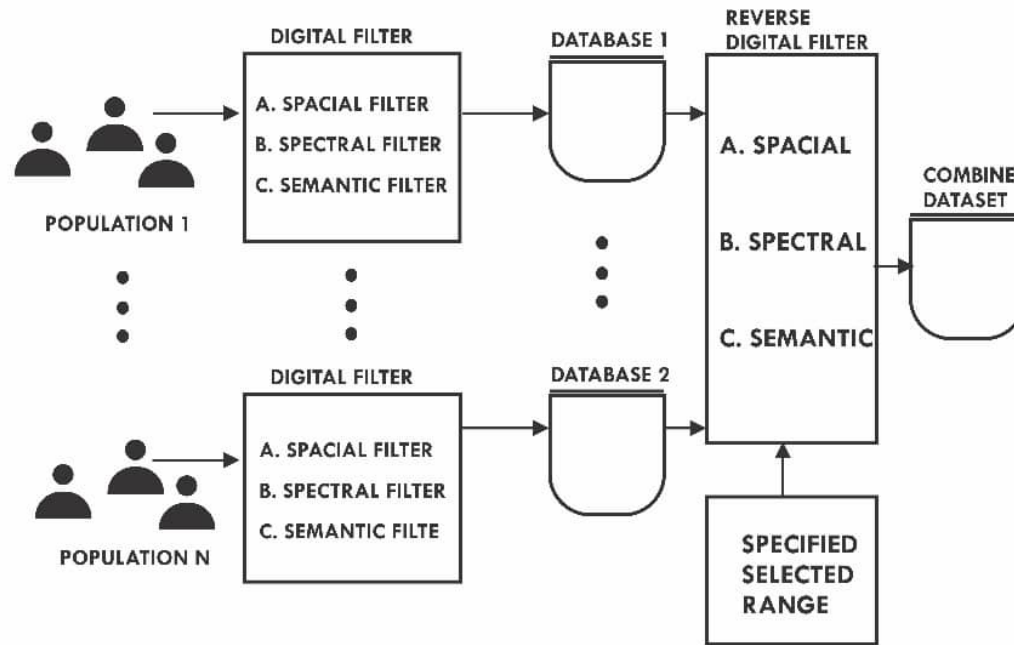 DIGITAL FILTER
A. SPACIAL FILTER
B. SPECTRAL FILTER
C. SEMANTIC FILTER
POPULATION 1
DATABASE 1
REVERSE
DIGITAL FILTER
A. SPACIAL
B. SPECTRAL
C. SEMANTIC
COMBINE
DATASET
DIGITAL FILTER
A. SPACIAL FILTER
B. SPECTRAL FILTER
C. SEMANTIC FILTE
POPULATION N
DATABASE 2
SPECIFIED
SELECTED
RANGE